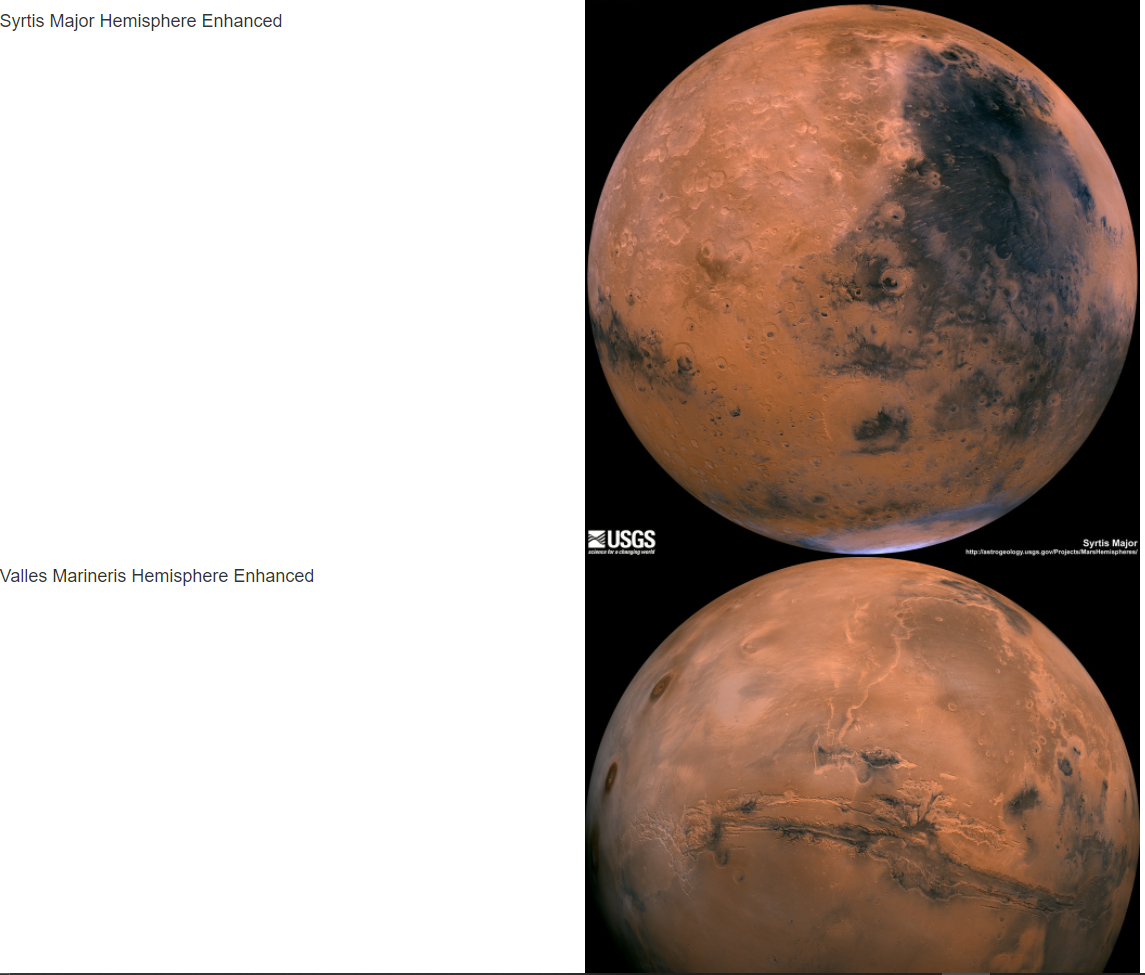 Syrtis Major Hemisphere Enhanced
USGS
science for a changing world
Syrtis Major
http://astrogeology.usgs.gov/Projects/MarsHemispheres/
Valles Marineris Hemisphere Enhanced